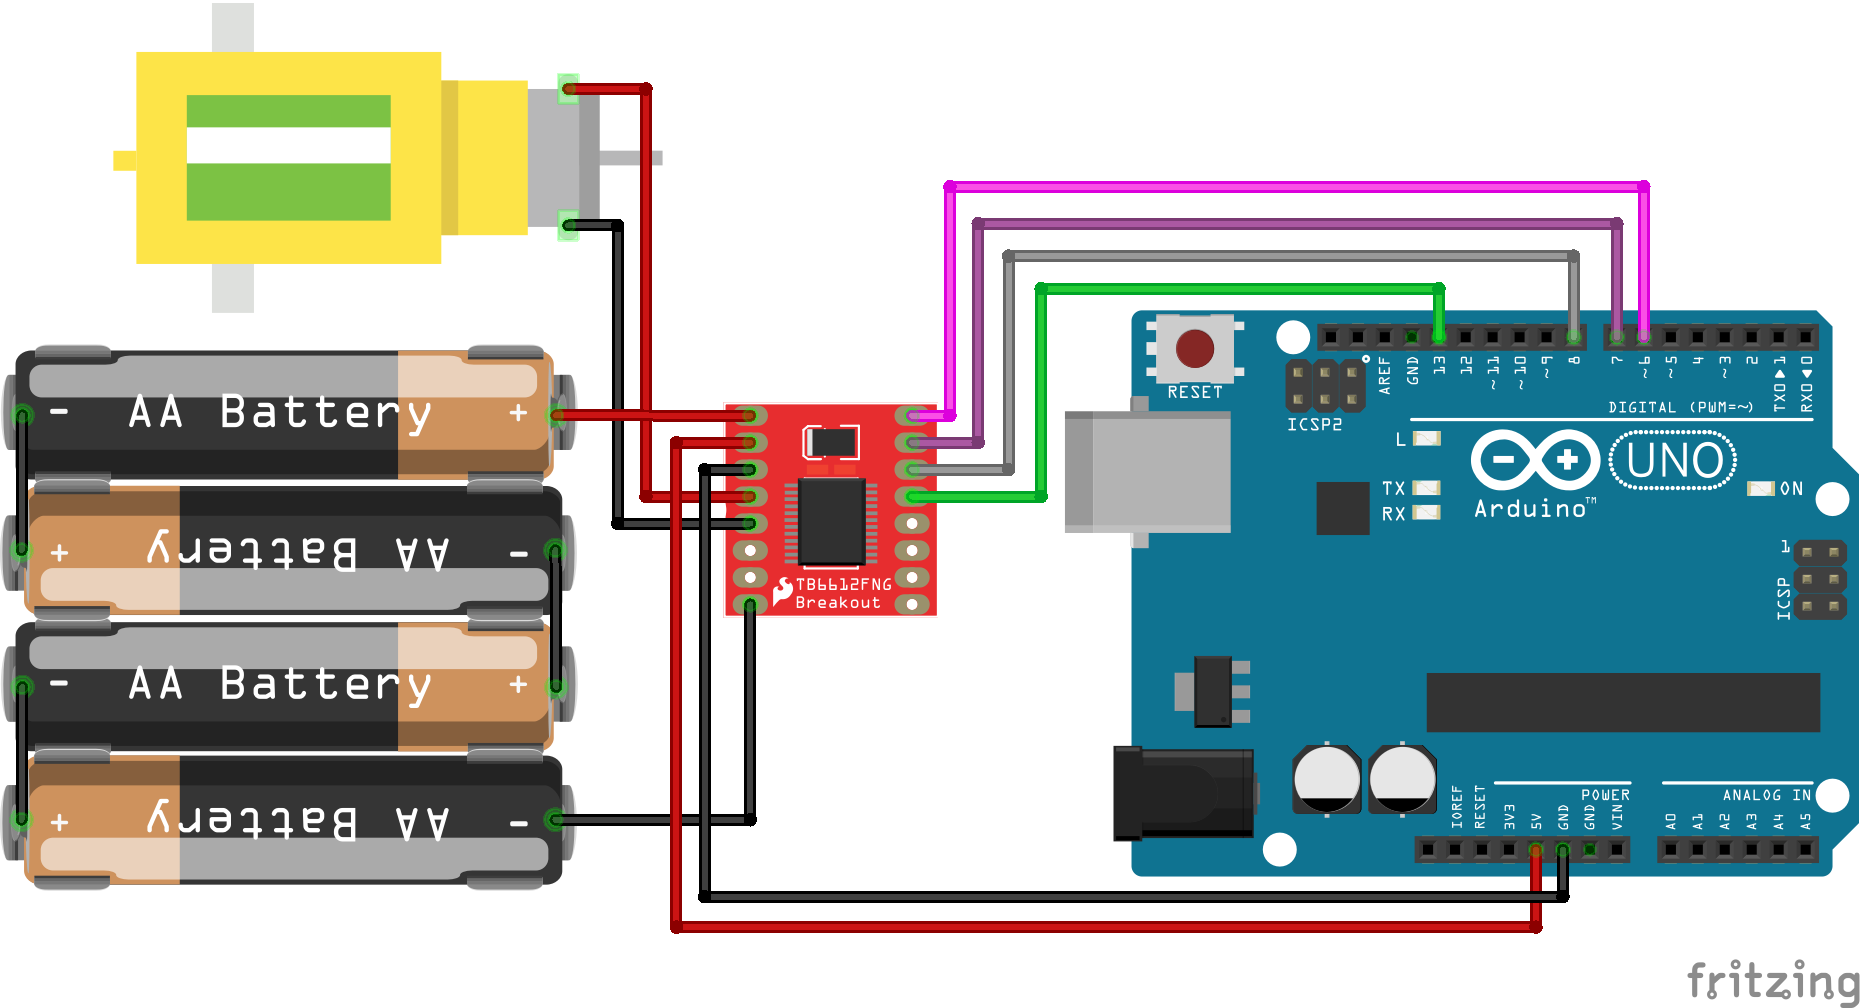 AA Battery
- +
AA Battery
+ -
AA Battery
- +
AA Battery
+ -
TB6612FNG
Breakout
RESET
ICSP2
AREF
GND
13
12
~11
~10
~9
8
7
~6
~5
4
~3
2
TX0▶1
RX0◀0
DIGITAL (PWM=~)
L
TX
RX
- +
UNO
Arduino™
ON
1
ICSP
IOREF
RESET
3V3
5V
GND
GND
VIN
POWER
ANALOG IN
A0
A1
A2
A3
A4
A5
fritzing